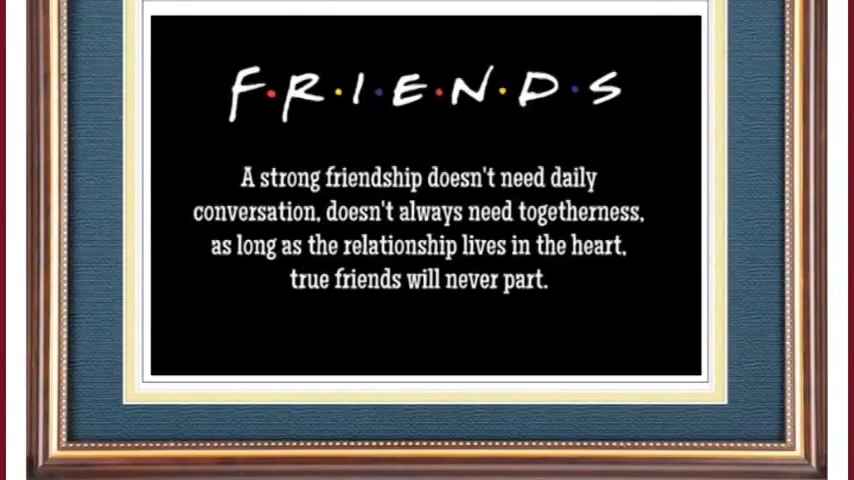 F·R·I·E·N·D·S
A strong friendship doesn't need daily
conversation, doesn't always need togetherness,
as long as the relationship lives in the heart,
true friends will never part.